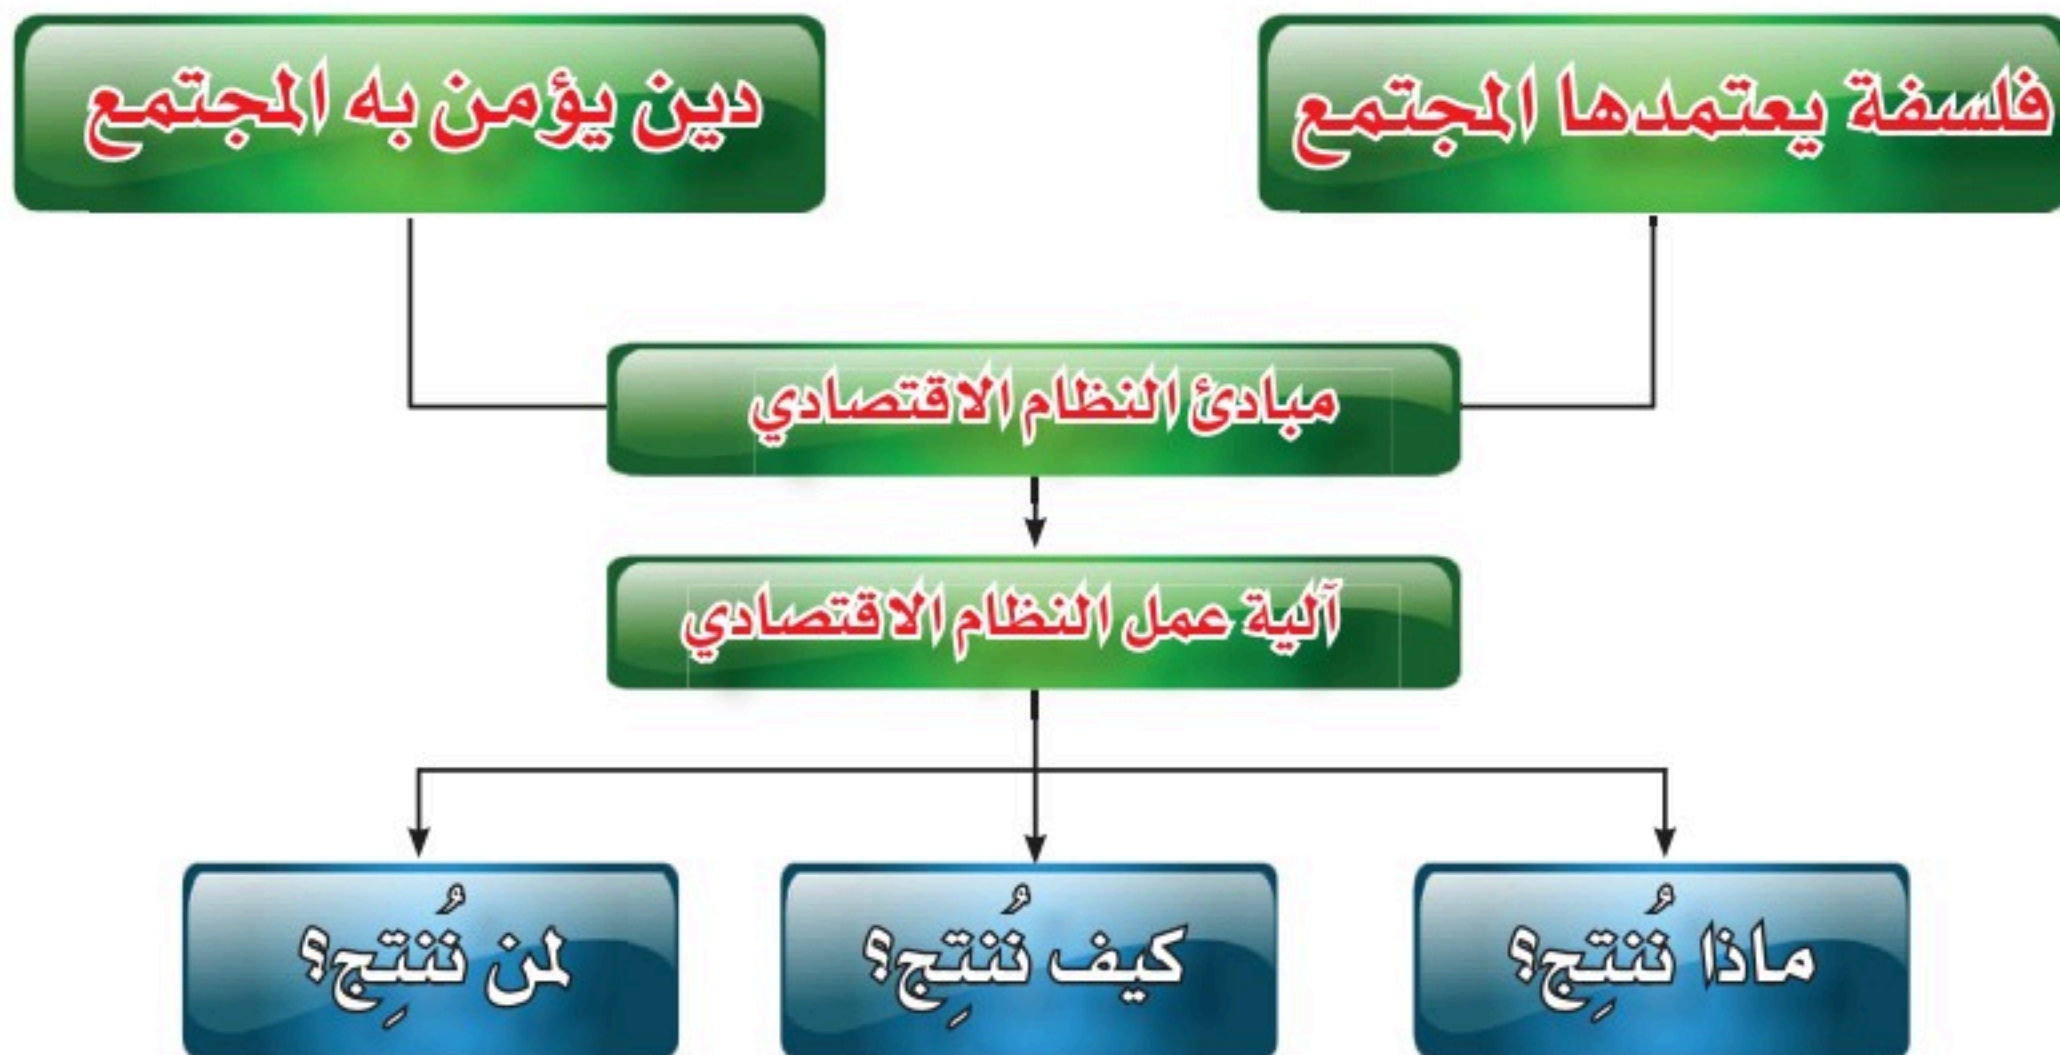 فلسفة يعتمدها المجتمع
دين يؤمن به المجتمع
مبادئ النظام الاقتصادي
آلية عمل النظام الاقتصادي
ماذا نُنتِج؟
كيف نُنتِج؟
لمن نُنتِج؟